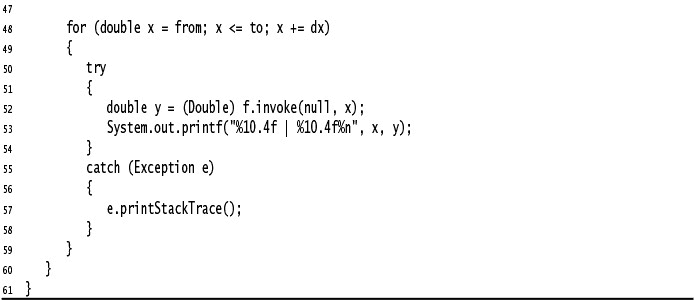 47
48 for (double x = from; x <= to; x += dx)
49 {
50 try
51 {
52 double y = (Double) f.invoke(null, x);
53 System.out.printf("%10.4f | %10.4f%n", x, y);
54 }
55 catch (Exception e)
56 {
57 e.printStackTrace();
58 }
59 }
60 }
61 }